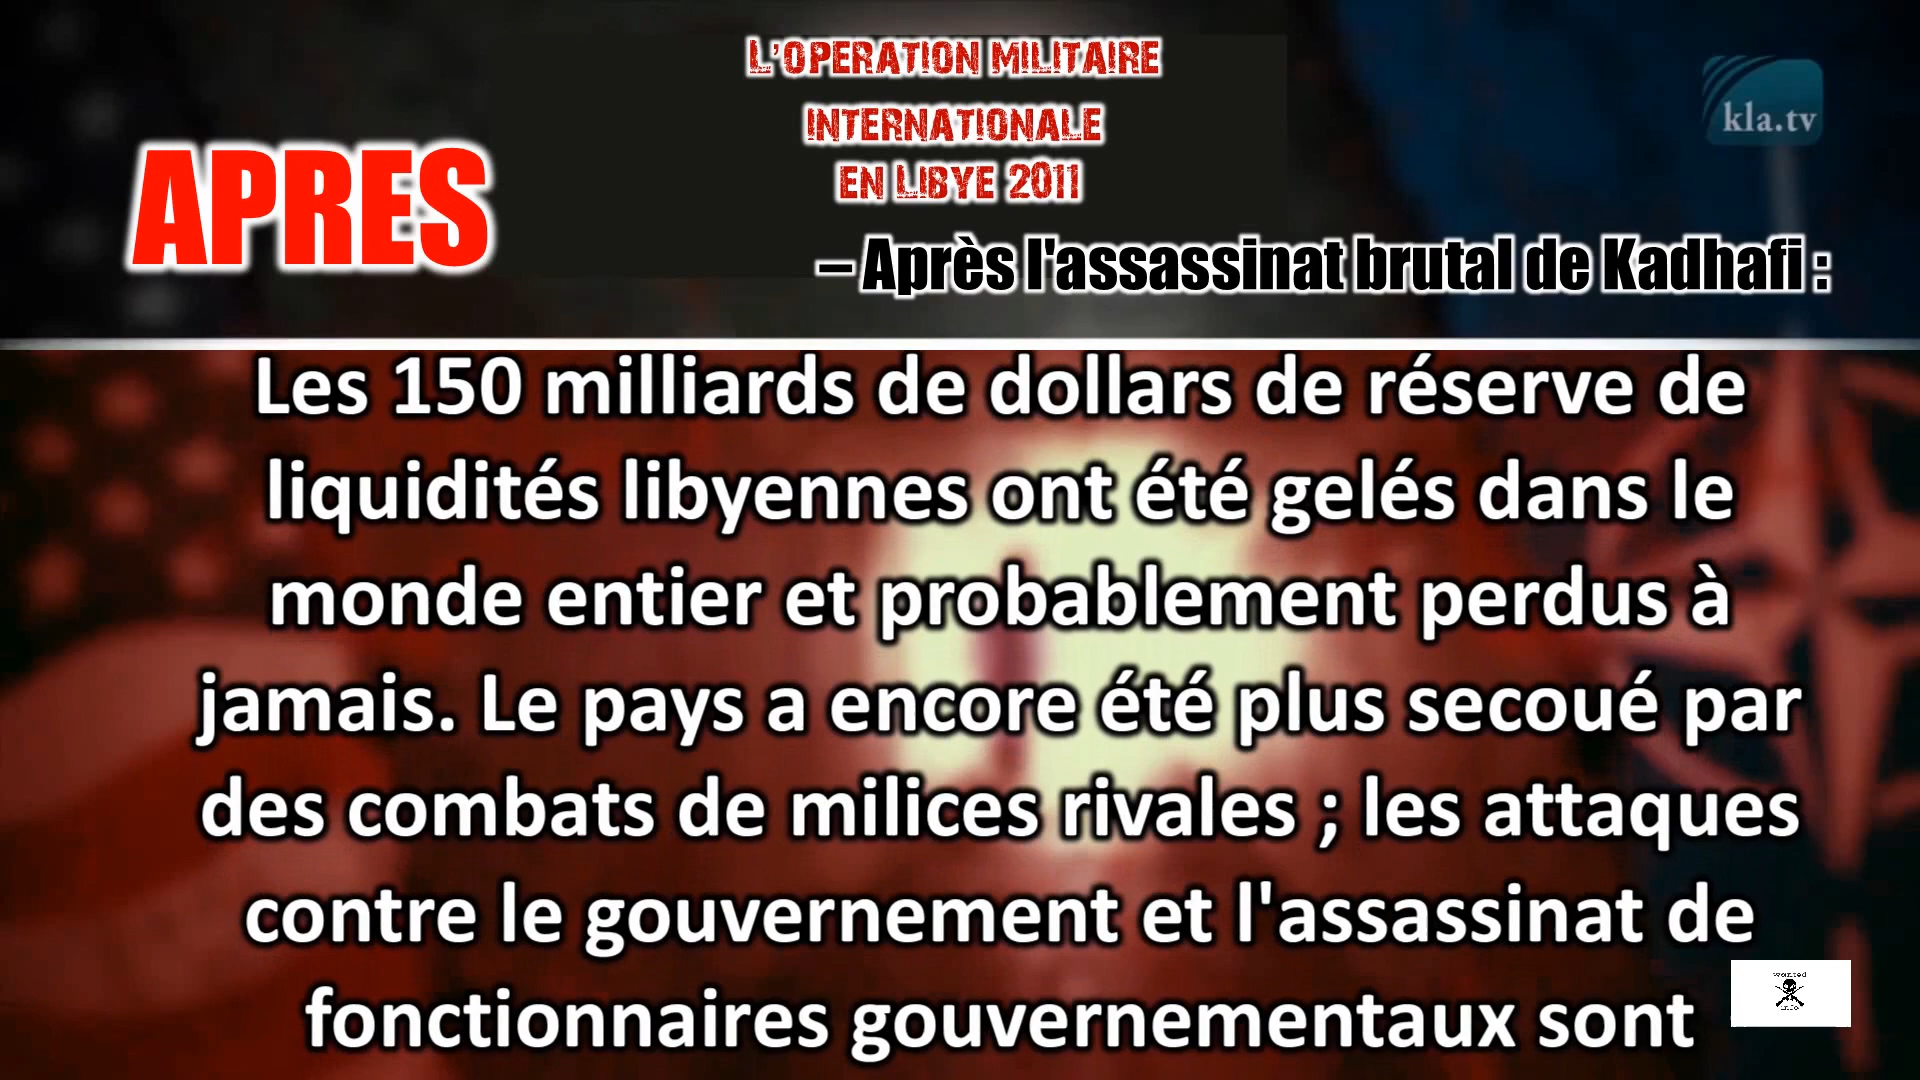 L'OPERATION MILITAIRE
INTERNATIONALE
EN LIBYE 2011
kla.tv
APRES
– Après l'assassinat brutal de Kadhafi :
Les 150 milliards de dollars de réserve de
liquidités libyennes ont été gelés dans le
monde entier et probablement perdus à
jamais. Le pays a encore été plus secoué par
des combats de milices rivales ; les attaques
contre le gouvernement et l'assassinat de
fonctionnaires gouvernementaux sont
wanted
info